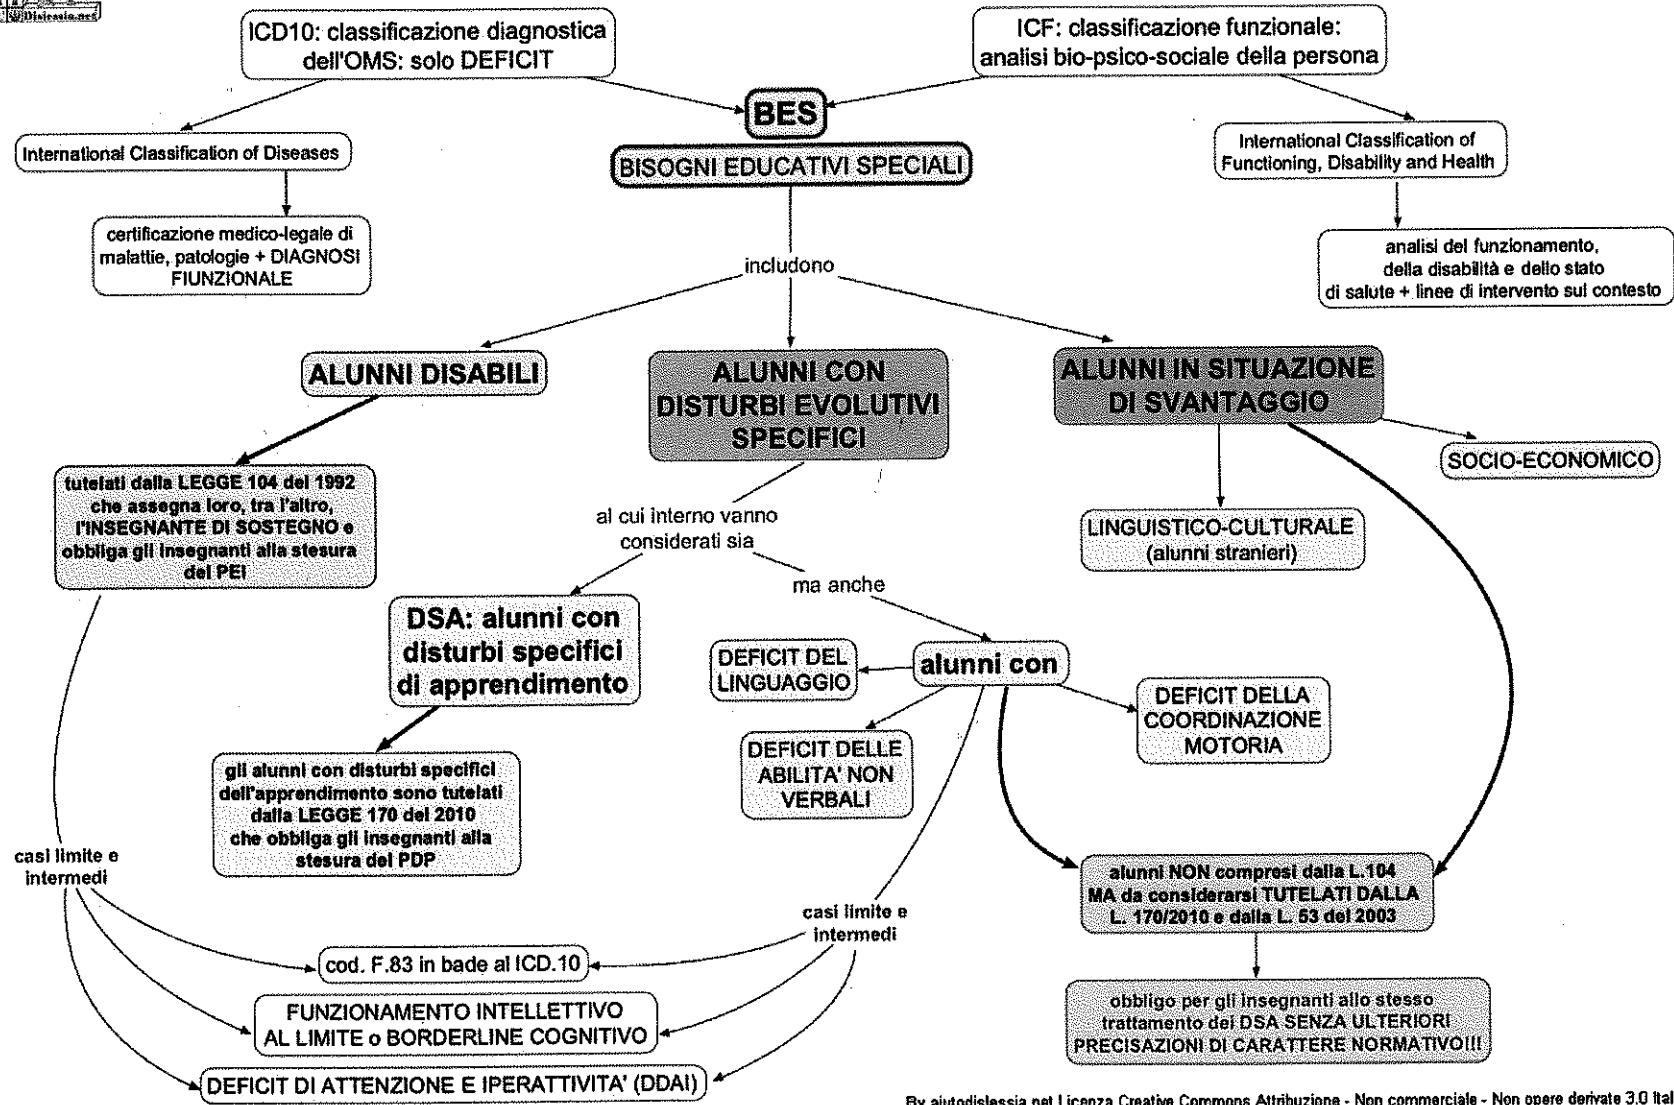 Dislessia.net
ICD10: classificazione diagnostica
dell'OMS: solo DEFICIT
ICF: classificazione funzionale:
analisi bio-psico-sociale della persona
BES
BISOGNI EDUCATIVI SPECIALI
International Classification of Diseases
International Classification of
Functioning, Disability and Health
certificazione medico-legale di
malattie, patologie + DIAGNOSI
FIUNZIONALE
analisi del funzionamento,
della disabilità e dello stato
di salute + linee di intervento sul contesto
includono
ALUNNI DISABILI
ALUNNI CON
DISTURBI EVOLUTIVI
SPECIFICI
ALUNNI IN SITUAZIONE
DI SVANTAGGIO
SOCIO-ECONOMICO
tutelati dalla LEGGE 104 del 1992
che assegna loro, tra l'altro,
l'INSEGNANTE DI SOSTEGNO e
obbliga gli insegnanti alla stesura
del PEI
al cui interno vanno
considerati sia
LINGUISTICO-CULTURALE
(alunni stranieri)
ma anche
DSA: alunni con
disturbi specifici
di apprendimento
DEFICIT DEL
LINGUAGGIO
alunni con
DEFICIT DELLA
COORDINAZIONE
MOTORIA
DEFICIT DELLE
ABILITA' NON
VERBALI
gli alunni con disturbi specifici
dell'apprendimento sono tutelati
dalla LEGGE 170 del 2010
che obbliga gli insegnanti alla
stesura del PDP
casi limite e
intermedi
alunni NON compresi dalla L.104
MA da considerarsi TUTELATI DALLA
L. 170/2010 e dalla L. 53 del 2003
casi limite e
intermedi
cod. F.83 in bade al ICD.10
FUNZIONAMENTO INTELLETTIVO
AL LIMITE o BORDERLINE COGNITIVO
DEFICIT DI ATTENZIONE E IPERATTIVITA' (DDAI)
obbligo per gli insegnanti allo stesso
trattamento dei DSA SENZA ULTERIORI
PRECISAZIONI DI CARATTERE NORMATIVO!!!
By aiutodislessia.net Licenza Creative Commons Attribuzione - Non commerciale - Non opere derivate 3.0 Ital